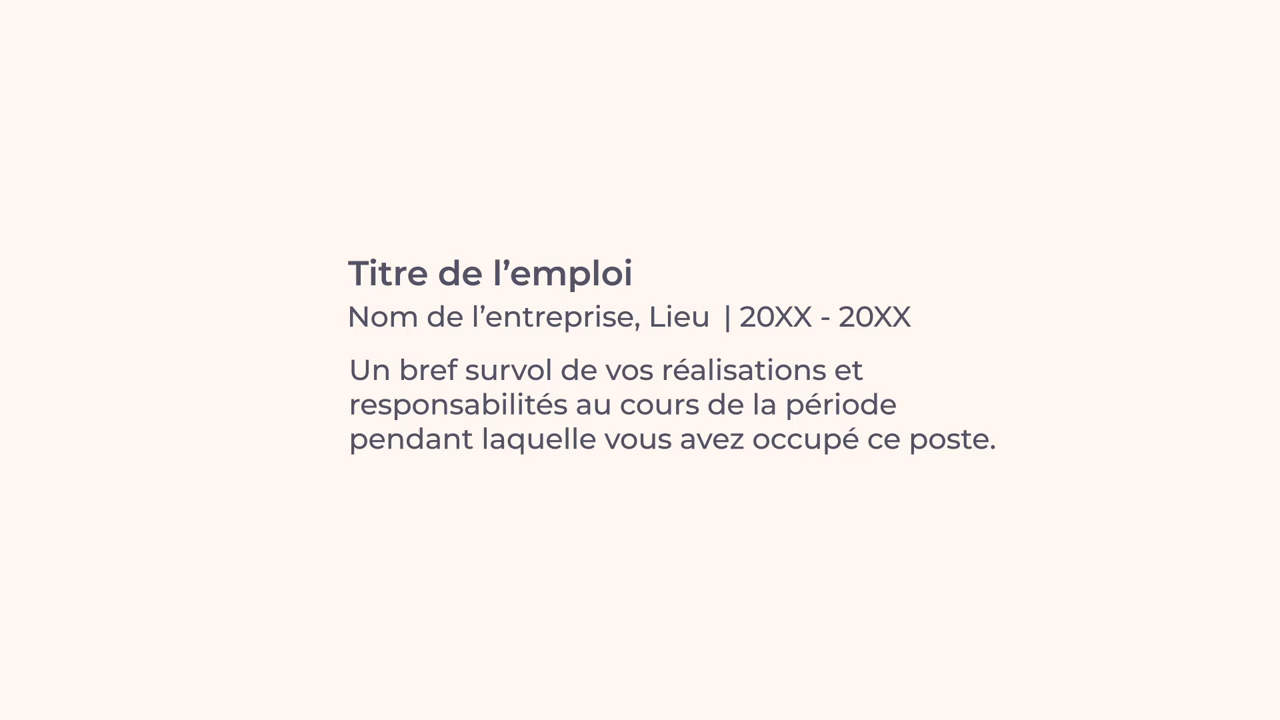 Titre de l’emploi
Nom de l’entreprise, Lieu | 20XX - 20XX
Un bref survol de vos réalisations et
responsabilités au cours de la période
pendant laquelle vous avez occupé ce poste.